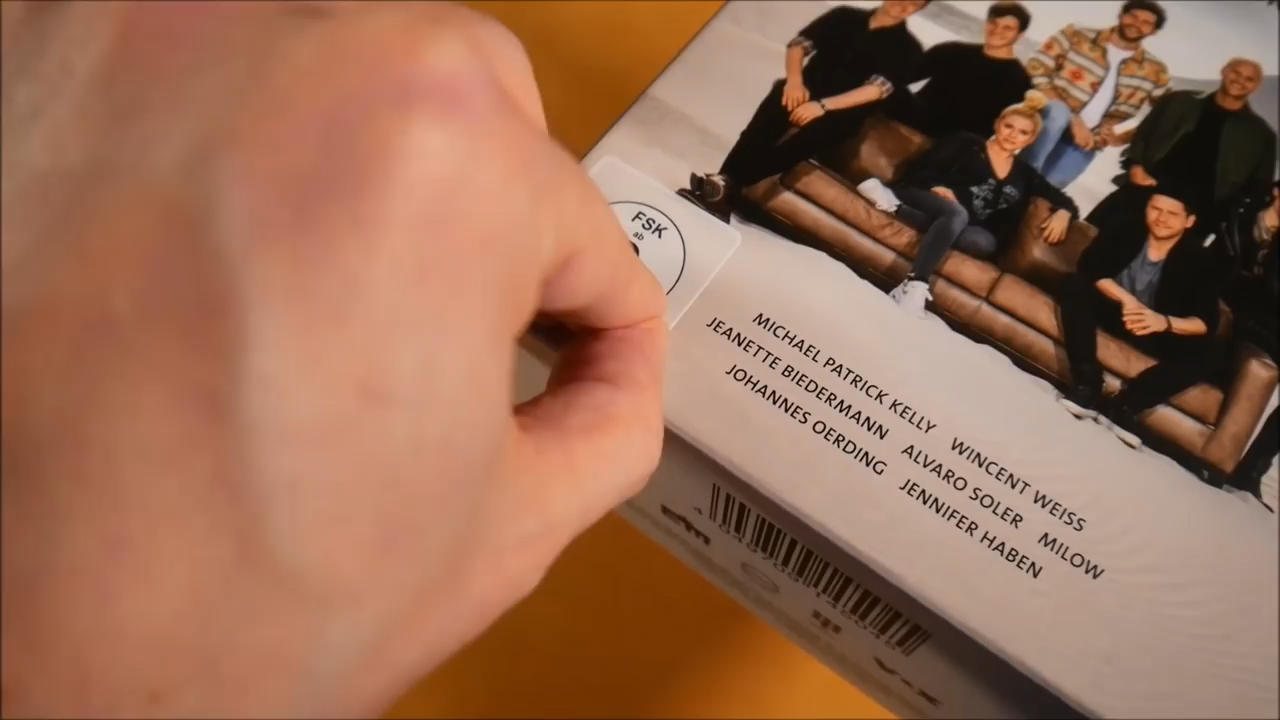 FSK
ab
MICHAEL PATRICK KELLY WINCENT WEISS
JEANETTE BIEDERMANN ALVARO SOLER MILOW
JOHANNES OERDING JENNIFER HABEN